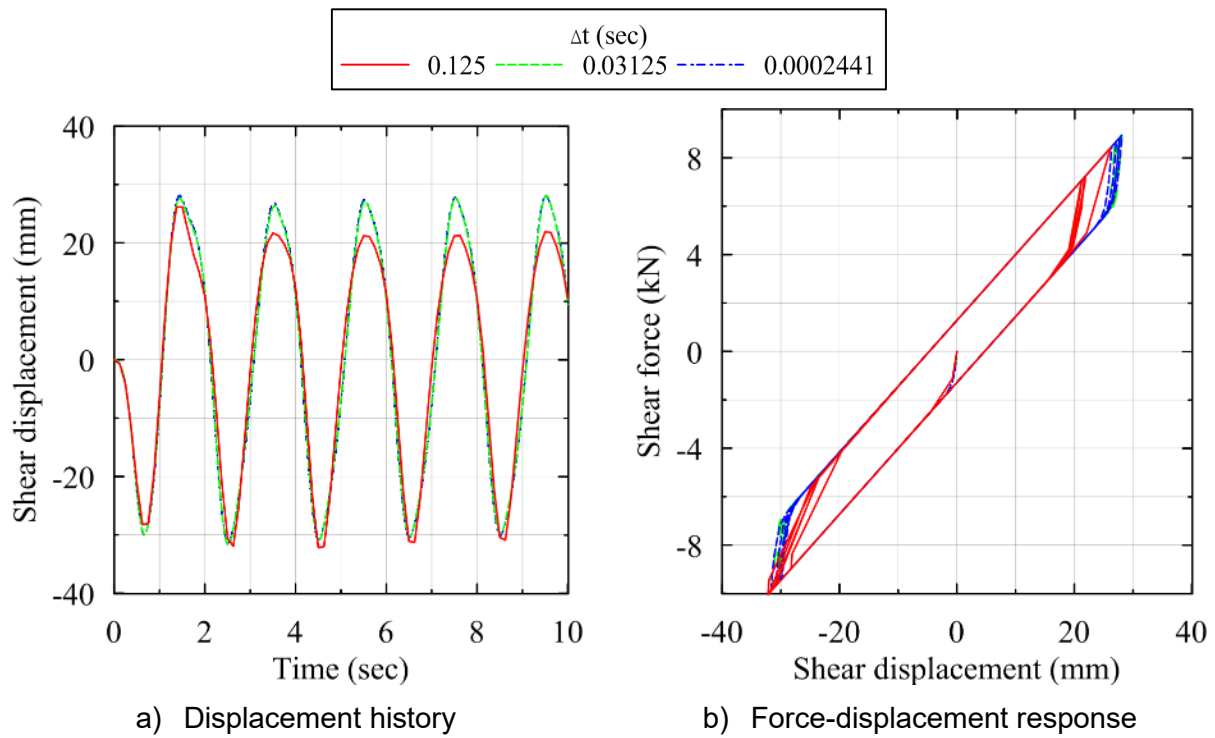 Δt (sec)
0.125 0.03125 0.0002441
40
20
0
-20
-40
0 2 4 6 8 10
Shear displacement (mm)
Time (sec)
a) Displacement history
8
4
0
-4
-8
-40 -20 0 20 40
Shear force (kN)
Shear displacement (mm)
b) Force-displacement response